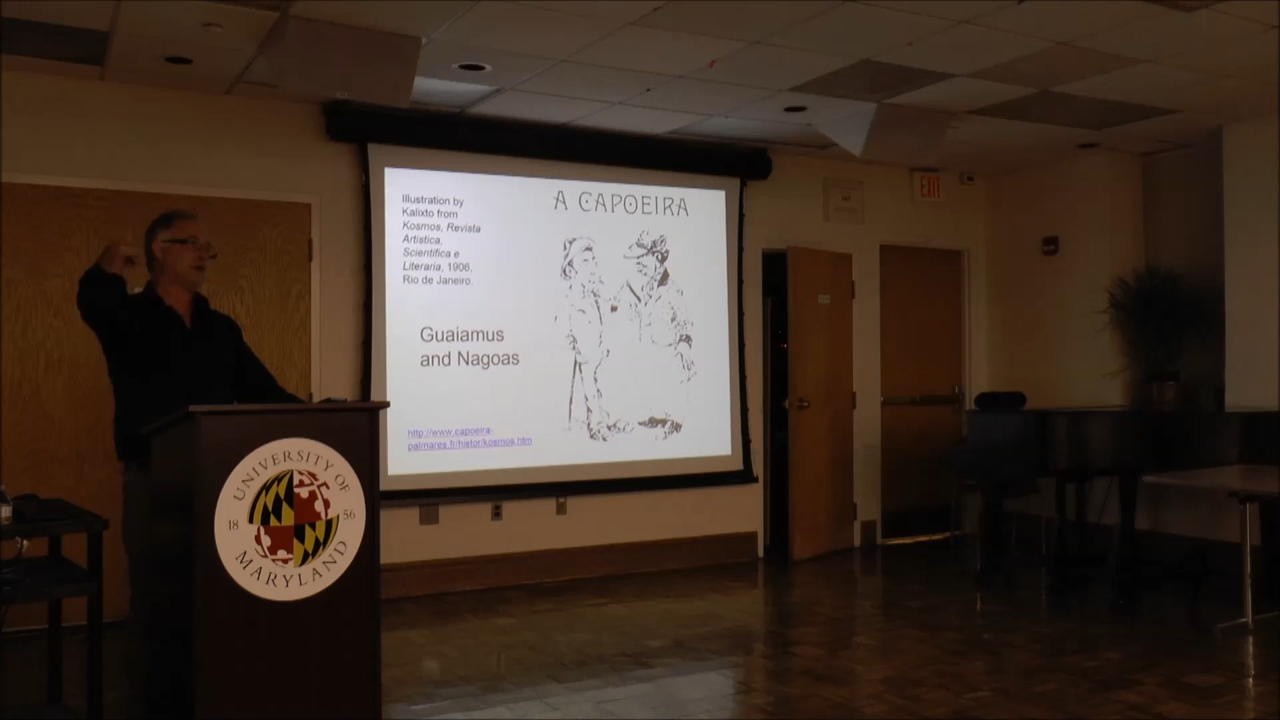 Illustration by
Kalixto from
Kosmos, Revista
Artistica,
Scientífica e
Literaria, 1906,
Rio de Janeiro.
A CAPOEIRA
Guaiamus
and Nagoas
http://www.capoeira-
palmares.fr/histor/kosmos.htm
EXIT
UNIVERSITY OF
18 56
MARYLAND